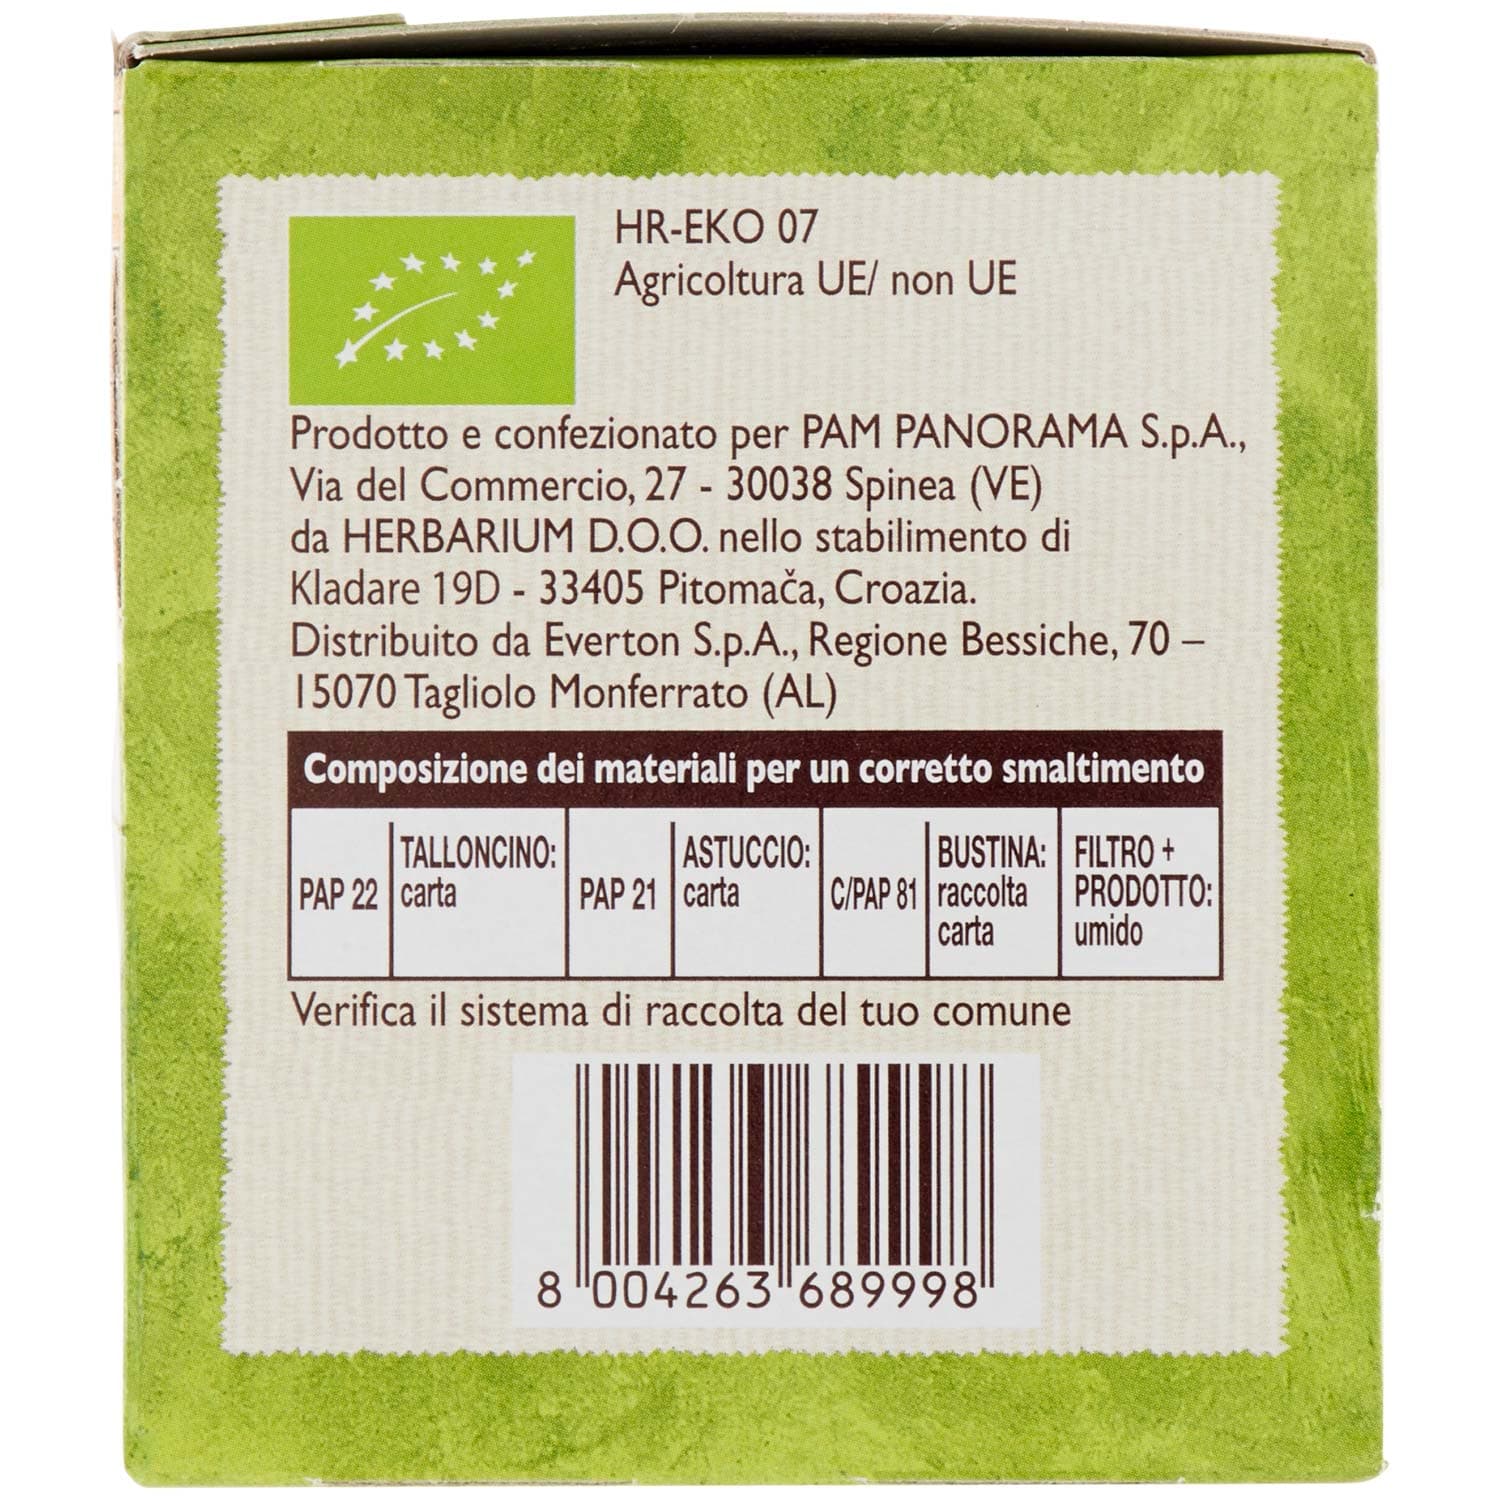 HR-EKO 07
Agricoltura UE/ non UE
Prodotto e confezionato per PAM PANORAMA S.p.A.,
Via del Commercio, 27 - 30038 Spinea (VE)
da HERBARIUM D.O.O. nello stabilimento di
Kladare 19D - 33405 Pitomača, Croazia.
Distribuito da Everton S.p.A., Regione Bessiche, 70 –
15070 Tagliolo Monferrato (AL)
Composizione dei materiali per un corretto smaltimento
PAP 22
TALLONCINO:
carta
PAP 21
ASTUCCIO:
carta
C/PAP 81
BUSTINA:
raccolta
carta
FILTRO +
PRODOTTO:
umido
Verifica il sistema di raccolta del tuo comune
8 004263 689998